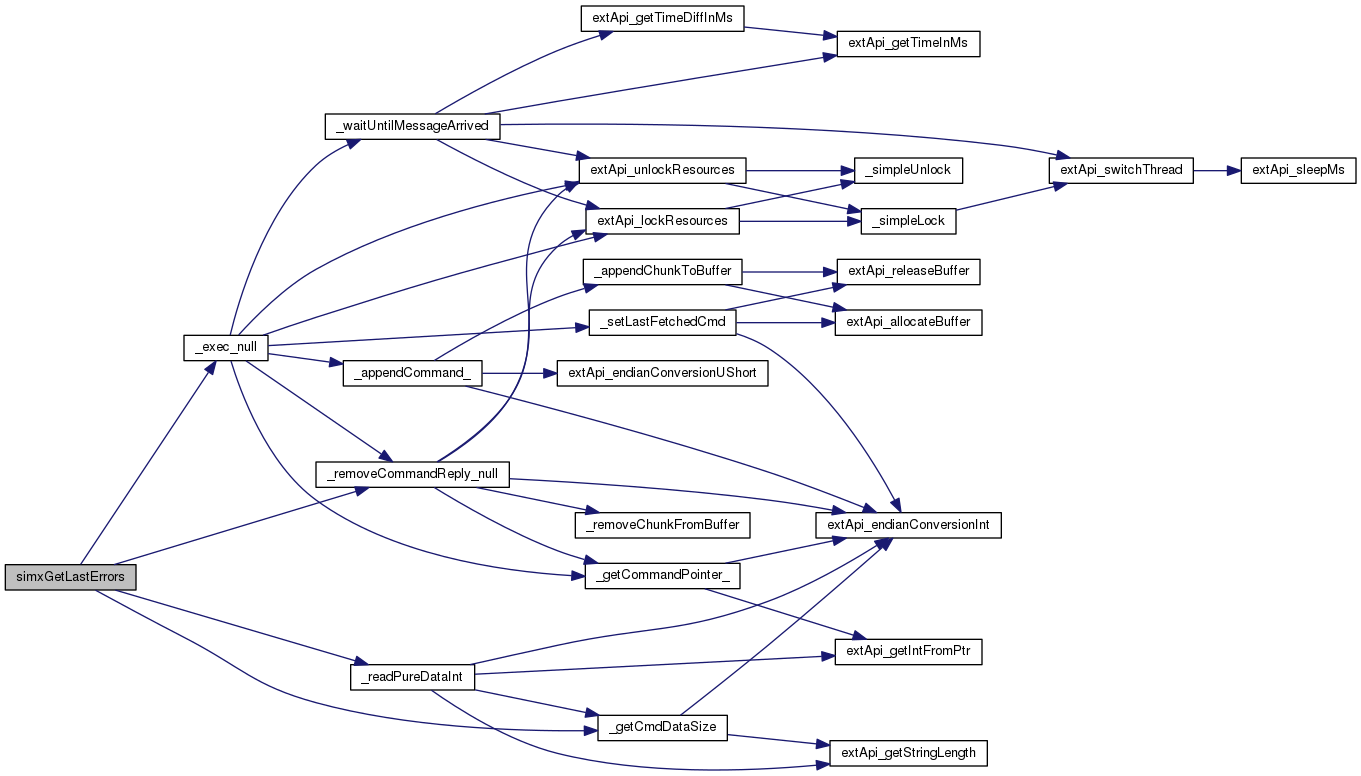 extApi_getTimeDiffInMs
extApi_getTimeInMs
_waitUntilMessageArrived
extApi_unlockResources
_simpleUnlock
extApi_switchThread
extApi_sleepMs
extApi_lockResources
_simpleLock
_appendChunkToBuffer
extApi_releaseBuffer
_setLastFetchedCmd
extApi_allocateBuffer
_exec_null
_appendCommand_
extApi_endianConversionUShort
_removeCommandReply_null
_removeChunkFromBuffer
extApi_endianConversionInt
simxGetLastErrors
_getCommandPointer_
extApi_getIntFromPtr
_readPureDataInt
_getCmdDataSize
extApi_getStringLength